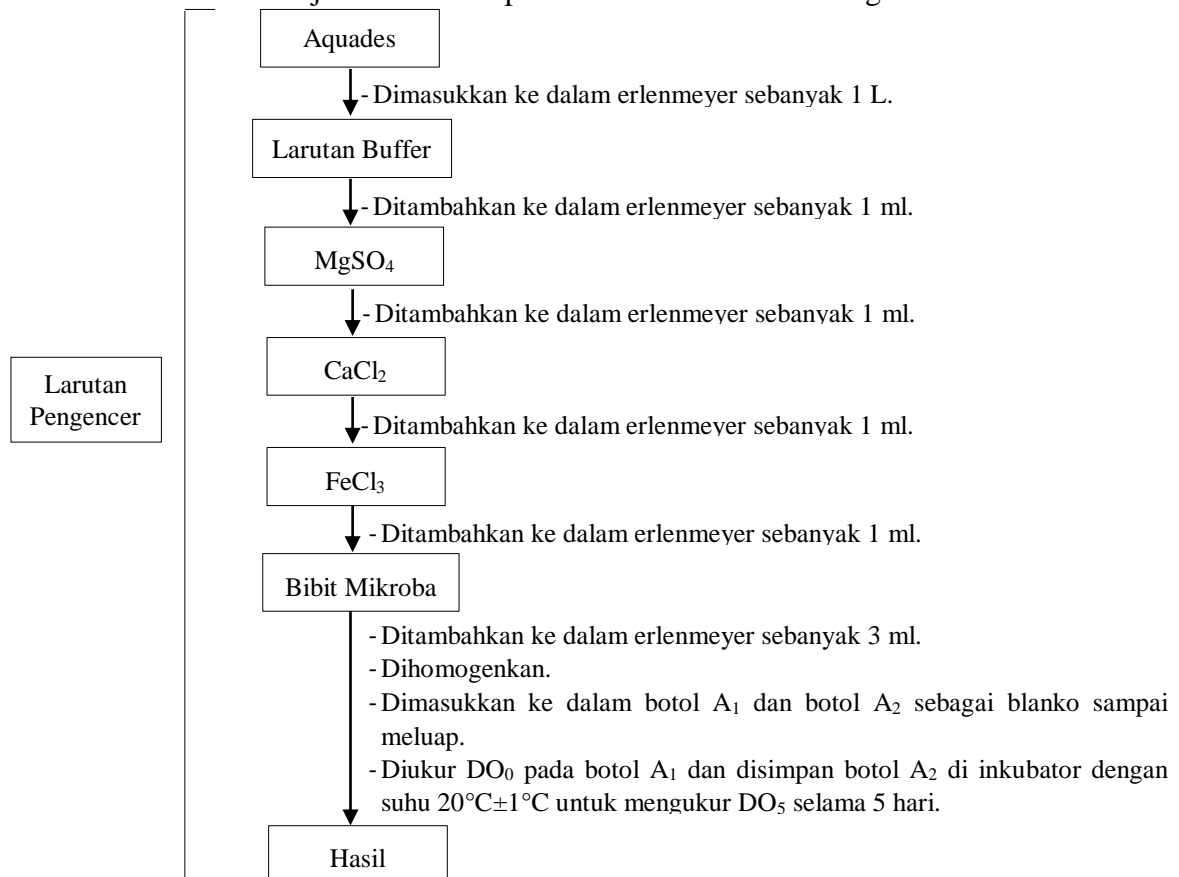 Aquades
- Dimasukkan ke dalam erlenmeyer sebanyak 1 L.
Larutan Buffer
- Ditambahkan ke dalam erlenmeyer sebanyak 1 ml.
MgSO₄
- Ditambahkan ke dalam erlenmeyer sebanyak 1 ml.
CaCl₂
Larutan
Pengencer
- Ditambahkan ke dalam erlenmeyer sebanyak 1 ml.
FeCl₃
- Ditambahkan ke dalam erlenmeyer sebanyak 1 ml.
Bibit Mikroba
- Ditambahkan ke dalam erlenmeyer sebanyak 3 ml.
- Dihomogenkan.
- Dimasukkan ke dalam botol A₁ dan botol A₂ sebagai blanko sampai
meluap.
- Diukur DO₀ pada botol A₁ dan disimpan botol A₂ di inkubator dengan
suhu 20°C±1°C untuk mengukur DO₅ selama 5 hari.
Hasil